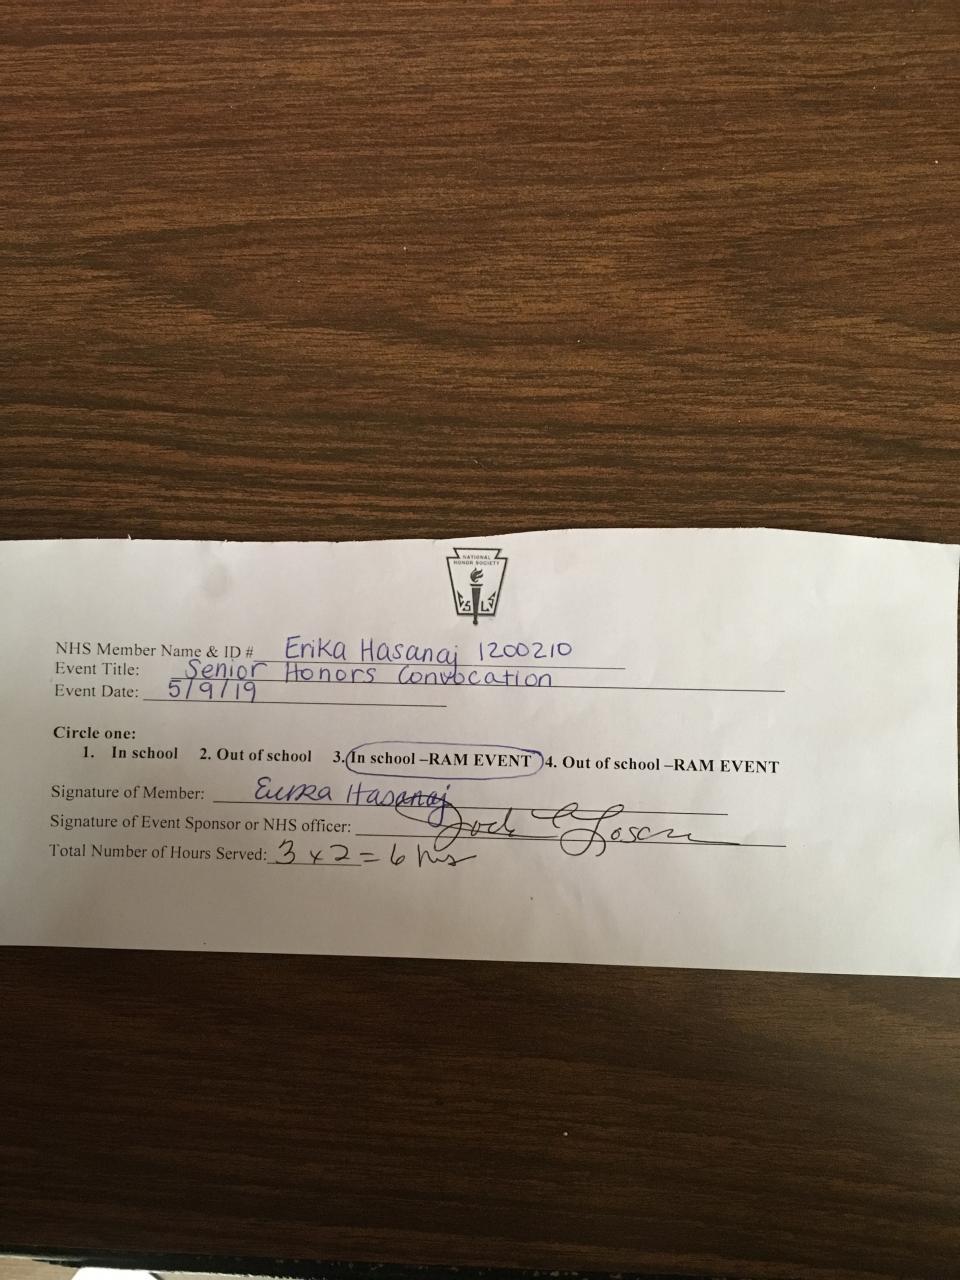 NATIONAL
HONOR SOCIETY
S L S
NHS Member Name & ID # Erika Hasanaj 1200210
Event Title: Senior Honors Convocation
Event Date: 5/9/19
Circle one:
1. In school 2. Out of school 3. In school –RAM EVENT 4. Out of school –RAM EVENT
Signature of Member: Erika Hasanaj
Signature of Event Sponsor or NHS officer:
Total Number of Hours Served: 3 x 2 = 6 hrs